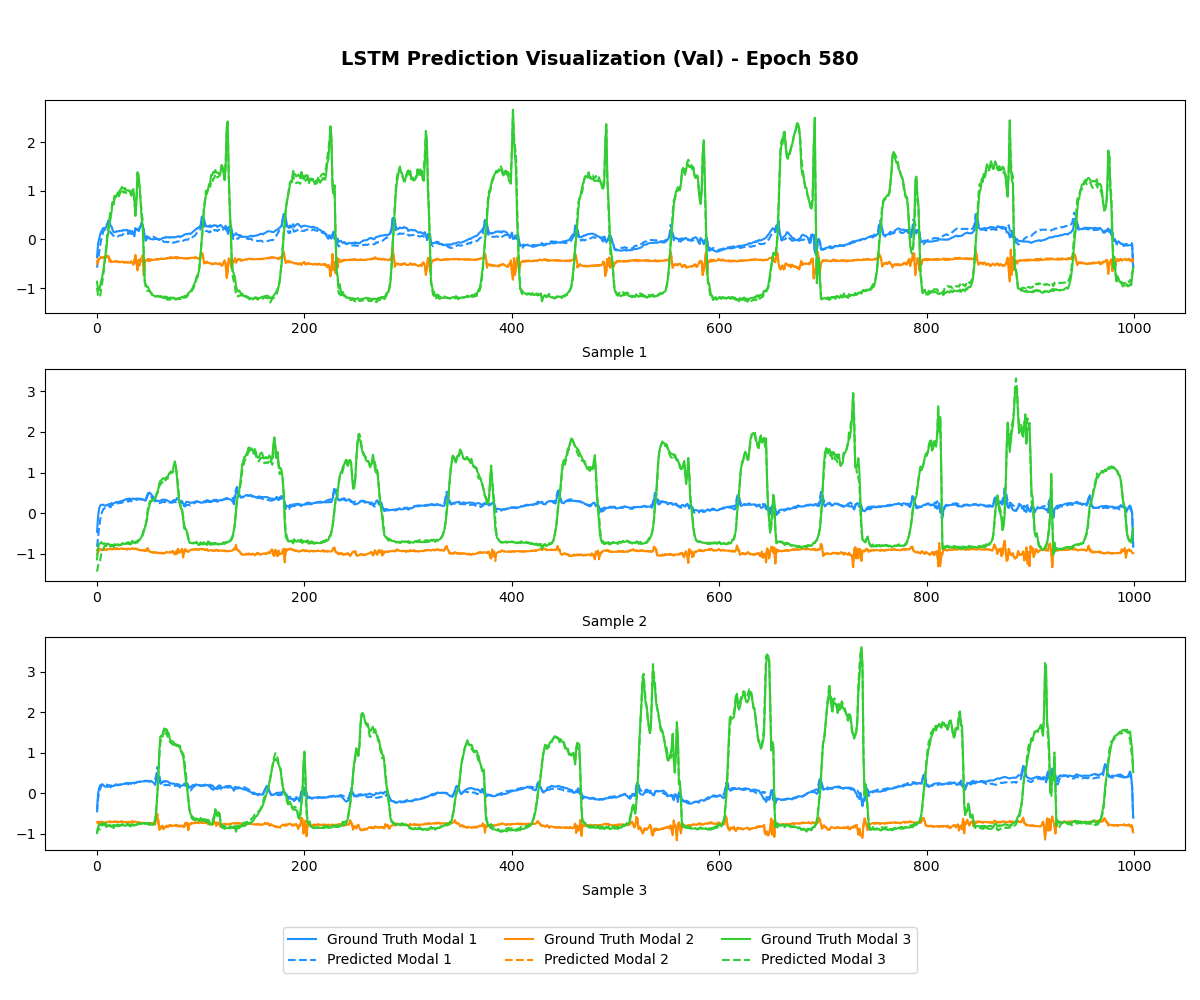 LSTM Prediction Visualization (Val) - Epoch 580
2
1
0
−1
0 200 400 600 800 1000
Sample 1
3
2
1
0
−1
0 200 400 600 800 1000
Sample 2
3
2
1
0
−1
0 200 400 600 800 1000
Sample 3
Ground Truth Modal 1 Ground Truth Modal 2 Ground Truth Modal 3
Predicted Modal 1 Predicted Modal 2 Predicted Modal 3